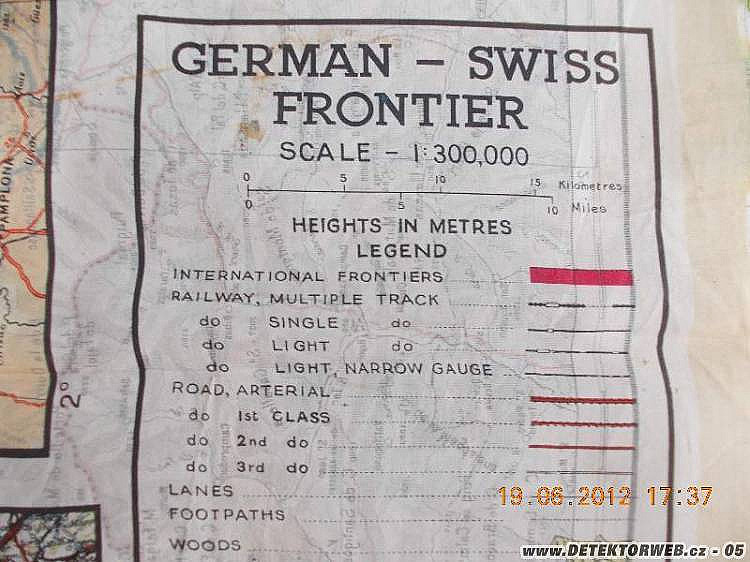 GERMAN – SWISS
FRONTIER
SCALE – 1:300,000
0 5 10 15 Kilometres
0 5 10 Miles
HEIGHTS IN METRES
LEGEND
INTERNATIONAL FRONTIERS
RAILWAY, MULTIPLE TRACK
do SINGLE do
do LIGHT do
do LIGHT, NARROW GAUGE
ROAD, ARTERIAL
do 1st CLASS
do 2nd do
do 3rd do
LANES
FOOTPATHS
WOODS
PAMPLONA
2°
19.06.2012 17:37
www.DETEKTORWEB.cz - 05